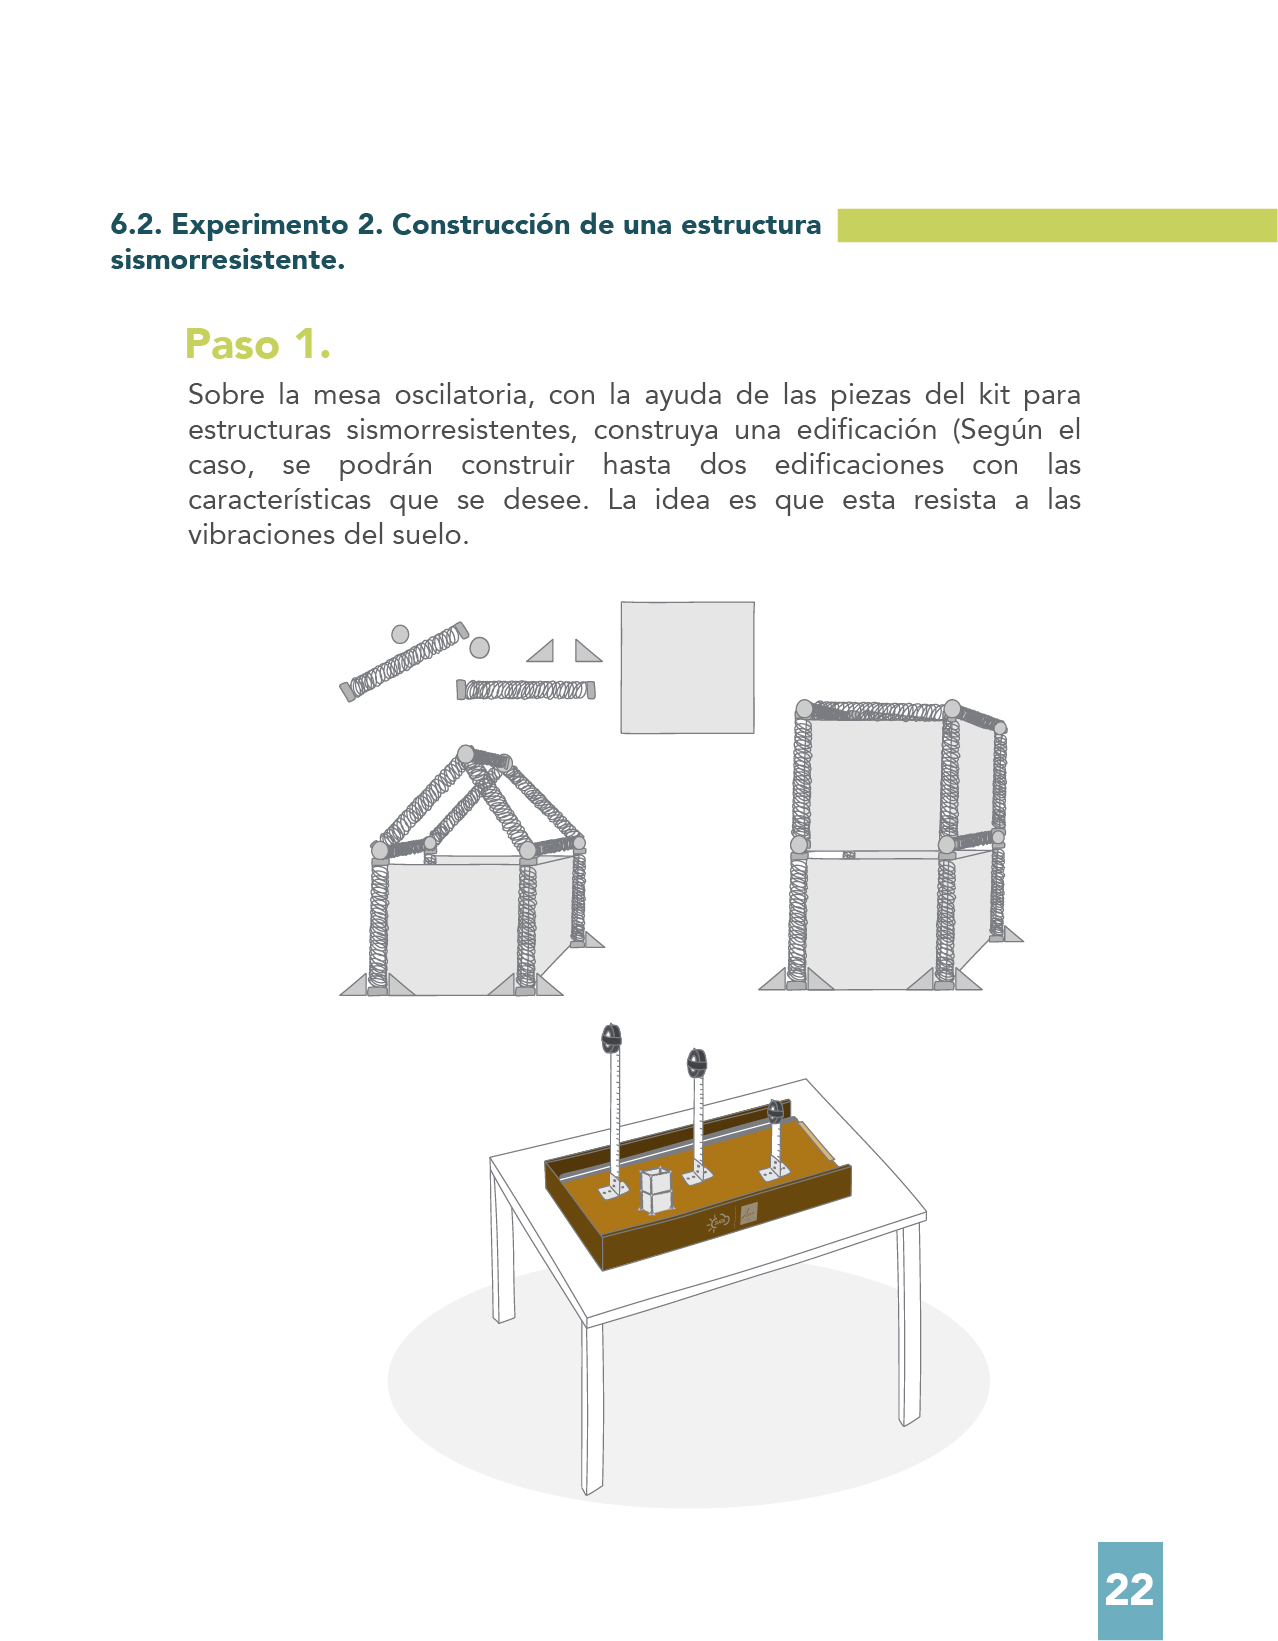 6.2. Experimento 2. Construcción de una estructura
sismorresistente.
Paso 1.
Sobre la mesa oscilatoria, con la ayuda de las piezas del kit para
estructuras sismorresistentes, construya una edificación (Según el
caso, se podrán construir hasta dos edificaciones con las
características que se desee. La idea es que esta resista a las
vibraciones del suelo.
22